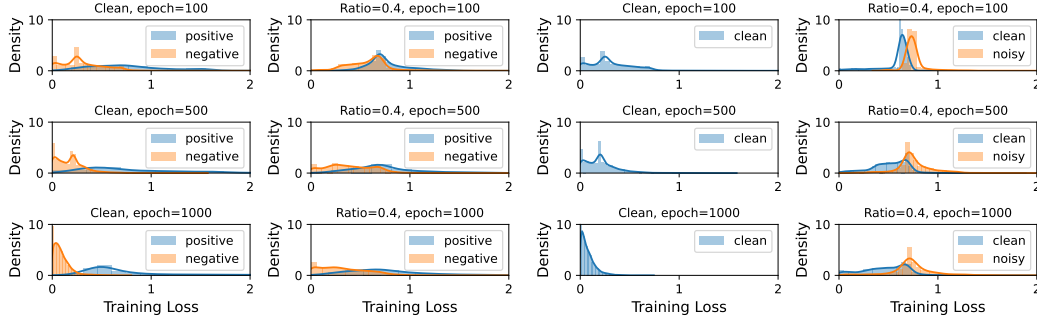 Clean, epoch=100
Ratio=0.4, epoch=100
Clean, epoch=100
Ratio=0.4, epoch=100
Density
10
0
positive
negative
10
0
positive
negative
Density
10
0
clean
Density
10
0
clean
noisy
0 1 2
0 1 2
0 1 2
0 1 2
Clean, epoch=500
Ratio=0.4, epoch=500
Clean, epoch=500
Ratio=0.4, epoch=500
Density
10
0
positive
negative
10
0
positive
negative
Density
10
0
clean
Density
10
0
clean
noisy
0 1 2
0 1 2
0 1 2
0 1 2
Clean, epoch=1000
Ratio=0.4, epoch=1000
Clean, epoch=1000
Ratio=0.4, epoch=1000
Density
10
0
positive
negative
10
0
positive
negative
Density
10
0
clean
Density
10
0
clean
noisy
0 1 2
0 1 2
0 1 2
0 1 2
Training Loss
Training Loss
Training Loss
Training Loss